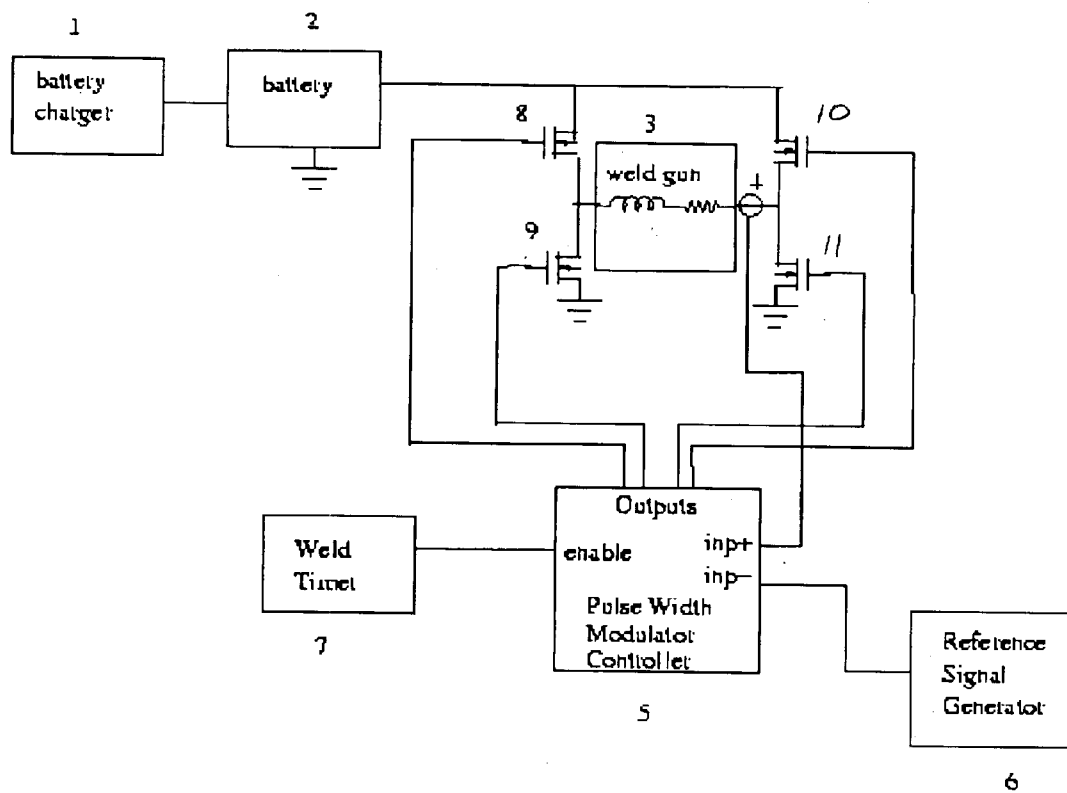 1
2
battery
charger
battery
8
3
10
weld gun
+
9
11
Outputs
enable
inp+
inp-
Weld
Timer
Pulse Width
Modulator
Controller
7
5
Reference
Signal
Generator
6